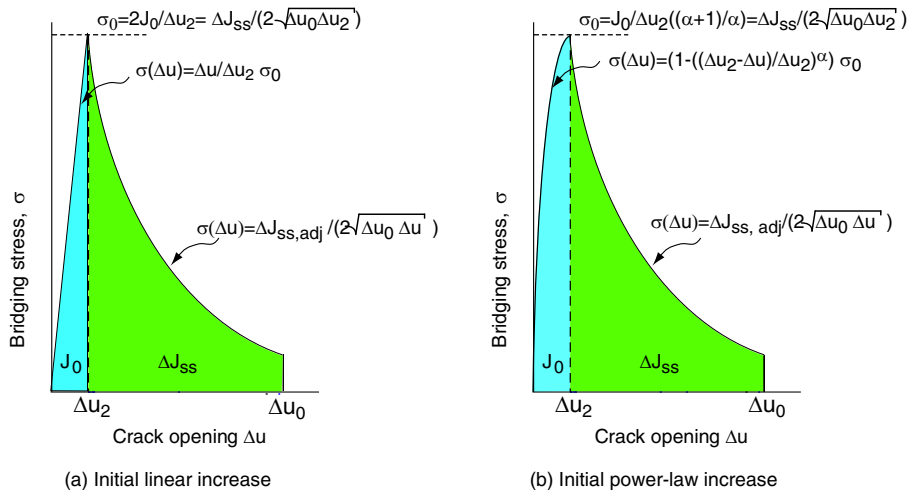 σ0=2J0/Δu2= ΔJss/(2√Δu0Δu2)
σ(Δu)=Δu/Δu2 σ0
σ(Δu)=ΔJss,adj/(2√Δu0 Δu)
Bridging stress, σ
J0
ΔJss
Δu2
Δu0
Crack opening Δu
(a) Initial linear increase
σ0=J0/Δu2((α+1)/α)=ΔJss/(2√Δu0Δu2)
σ(Δu)=(1-((Δu2-Δu)/Δu2)α) σ0
σ(Δu)=ΔJss, adj/(2√Δu0 Δu)
Bridging stress, σ
J0
ΔJss
Δu2
Δu0
Crack opening Δu
(b) Initial power-law increase